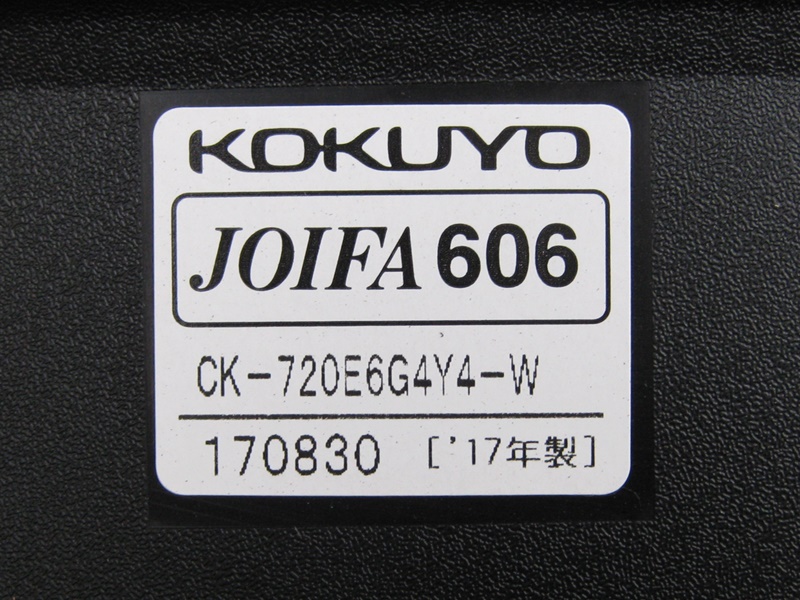 KOKUYO
JOIFA 606
CK-720E6G4Y4-W
170830 ['17年製]